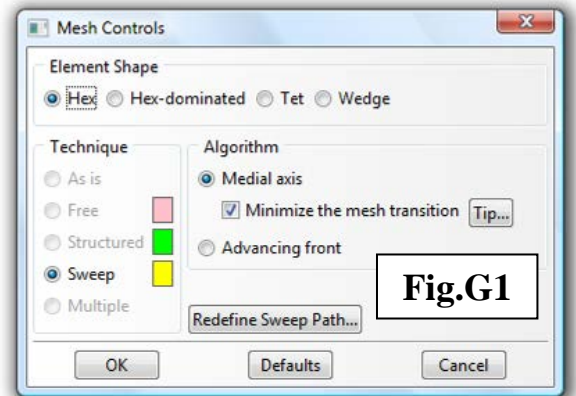 Mesh Controls
Element Shape
Hex Hex-dominated Tet Wedge
Technique
As is
Free
Structured
Sweep
Multiple
Algorithm
Medial axis
Minimize the mesh transition Tip...
Advancing front
Fig.G1
Redefine Sweep Path...
OK Defaults Cancel